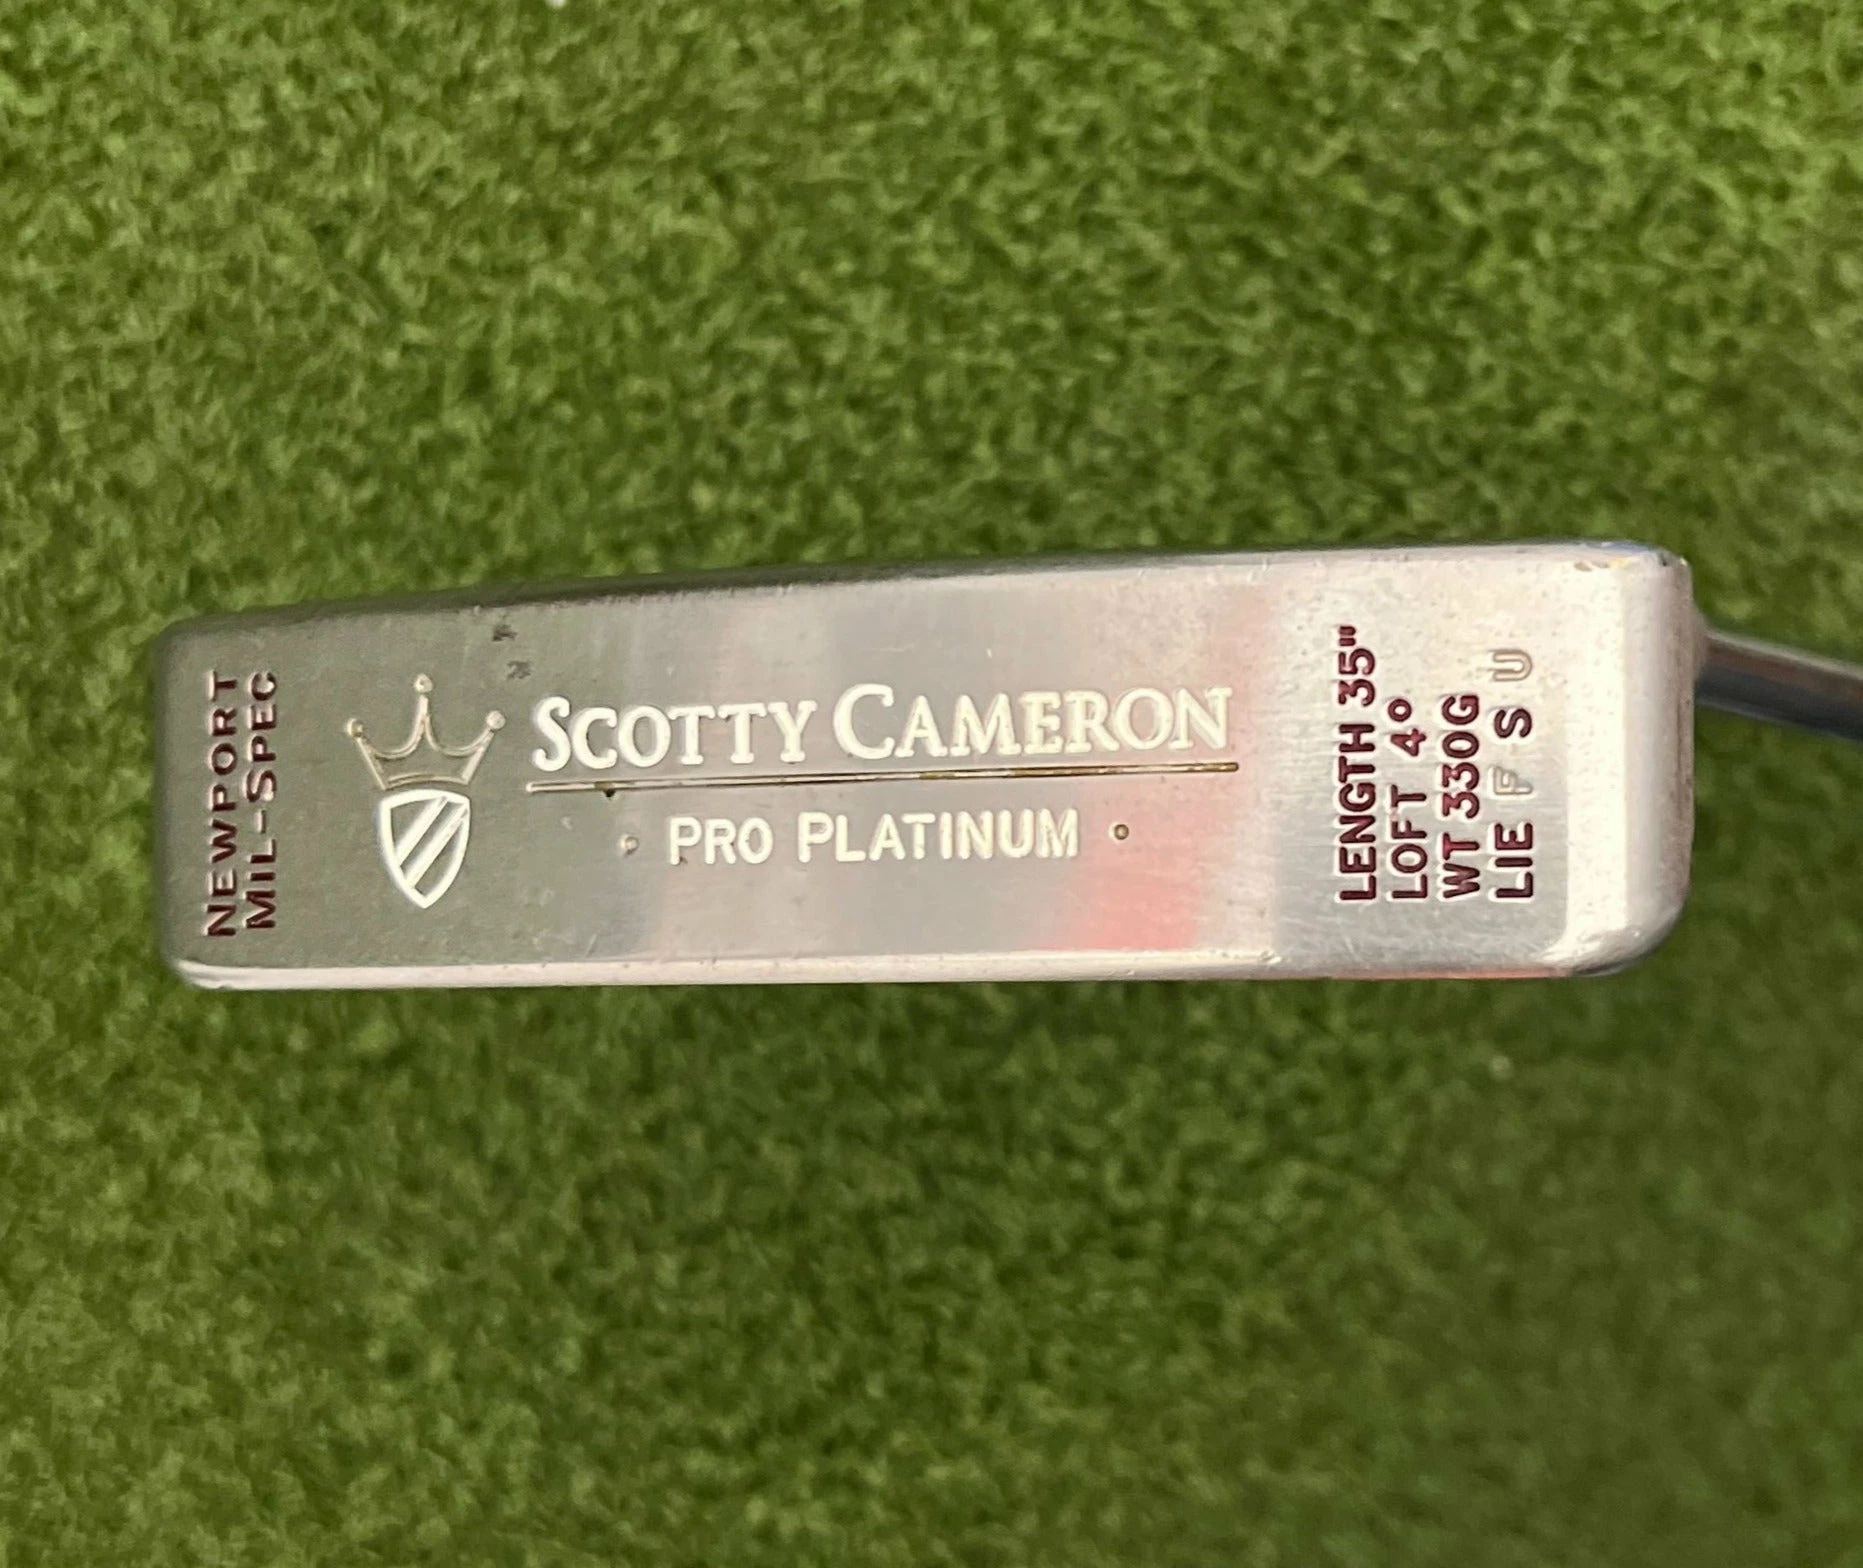 NEWPORT
MIL-SPEC
SCOTTY CAMERON
PRO PLATINUM
LENGTH 35"
LOFT 4°
WT 330G
LIE F S U